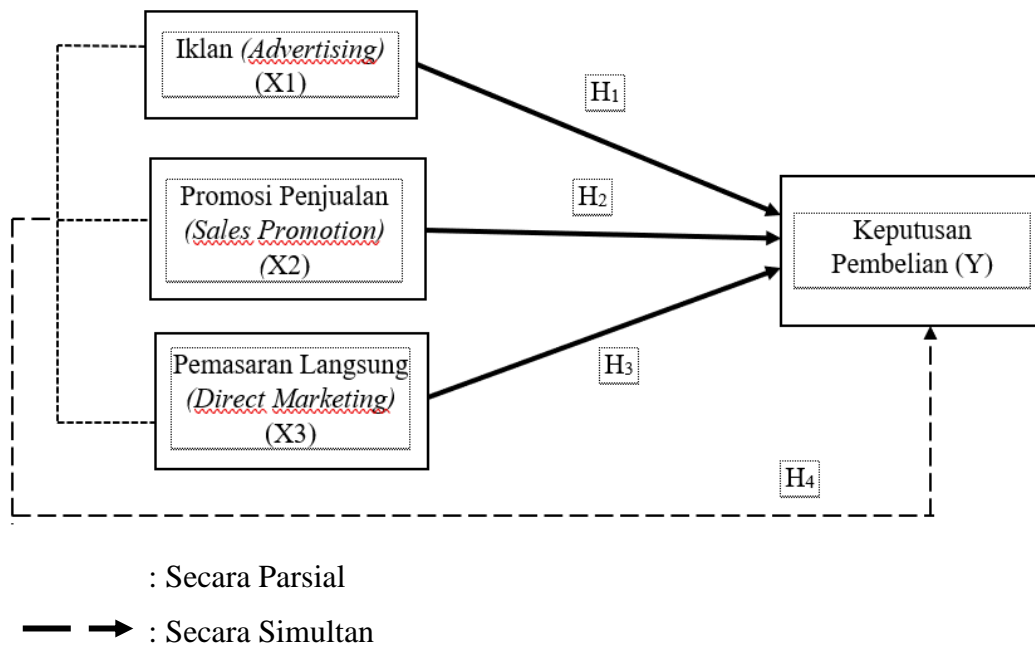 Iklan (Advertising)
(X1)
H1
Promosi Penjualan
(Sales Promotion)
(X2)
H2
Keputusan
Pembelian (Y)
Pemasaran Langsung
(Direct Marketing)
(X3)
H3
H4
: Secara Parsial
: Secara Simultan